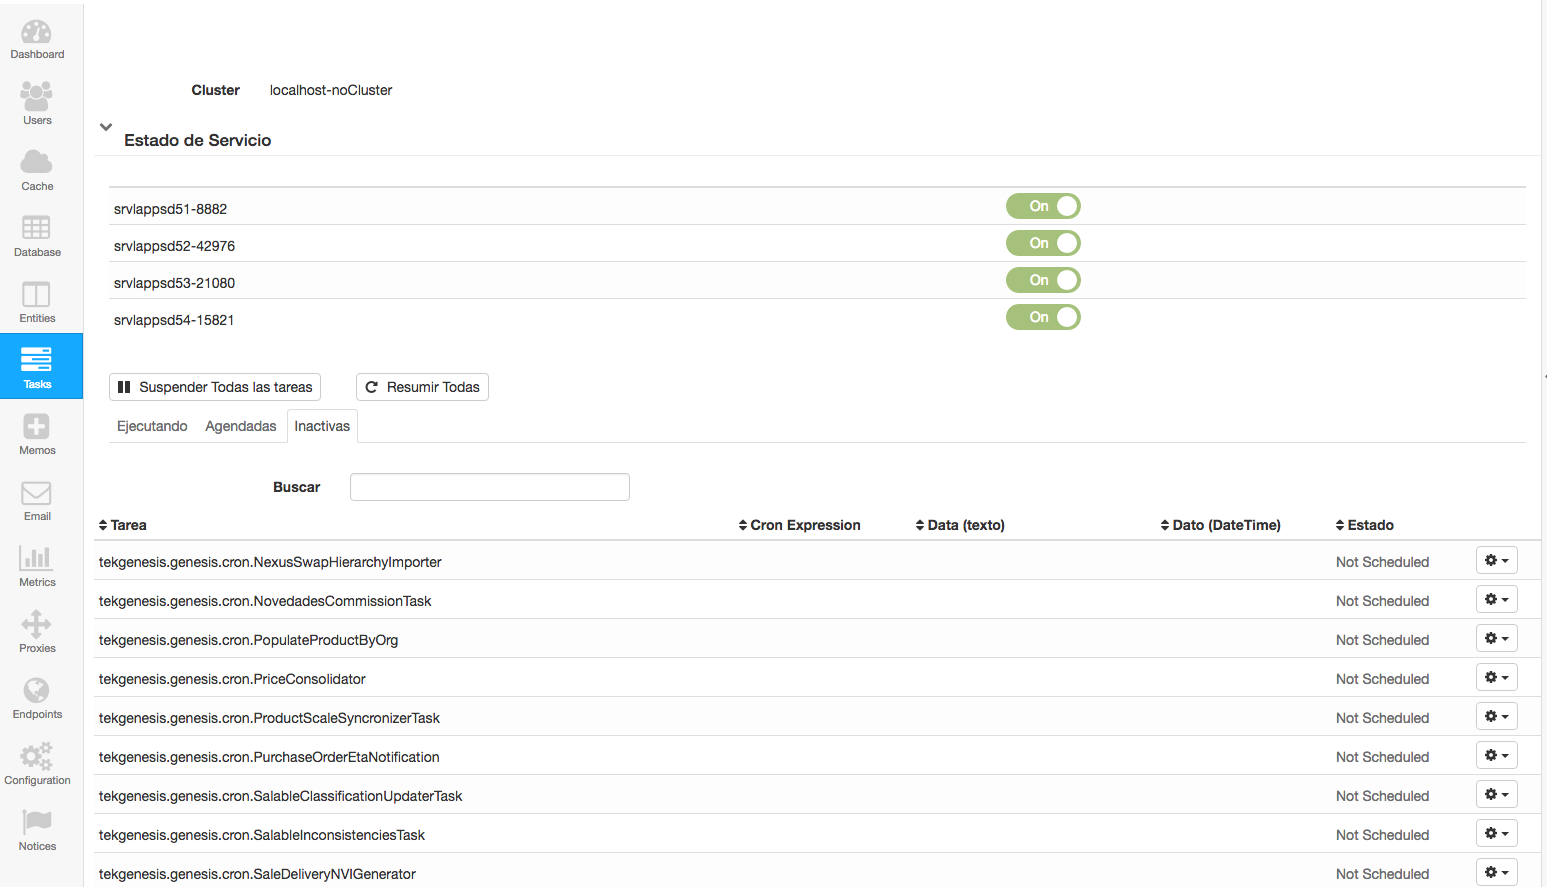 Dashboard
Users
Cache
Database
Entities
Tasks
Memos
Email
Metrics
Proxies
Endpoints
Configuration
Notices
Cluster localhost-noCluster
Estado de Servicio
srvlappsd51-8882 On
srvlappsd52-42976 On
srvlappsd53-21080 On
srvlappsd54-15821 On
Suspender Todas las tareas Resumir Todas
Ejecutando Agendadas Inactivas
Buscar
Tarea Cron Expression Data (texto) Dato (DateTime) Estado
tekgenesis.genesis.cron.NexusSwapHierarchyImporter Not Scheduled
tekgenesis.genesis.cron.NovedadesCommissionTask Not Scheduled
tekgenesis.genesis.cron.PopulateProductByOrg Not Scheduled
tekgenesis.genesis.cron.PriceConsolidator Not Scheduled
tekgenesis.genesis.cron.ProductScaleSyncronizerTask Not Scheduled
tekgenesis.genesis.cron.PurchaseOrderEtaNotification Not Scheduled
tekgenesis.genesis.cron.SalableClassificationUpdaterTask Not Scheduled
tekgenesis.genesis.cron.SalableInconsistenciesTask Not Scheduled
tekgenesis.genesis.cron.SaleDeliveryNVIGenerator Not Scheduled